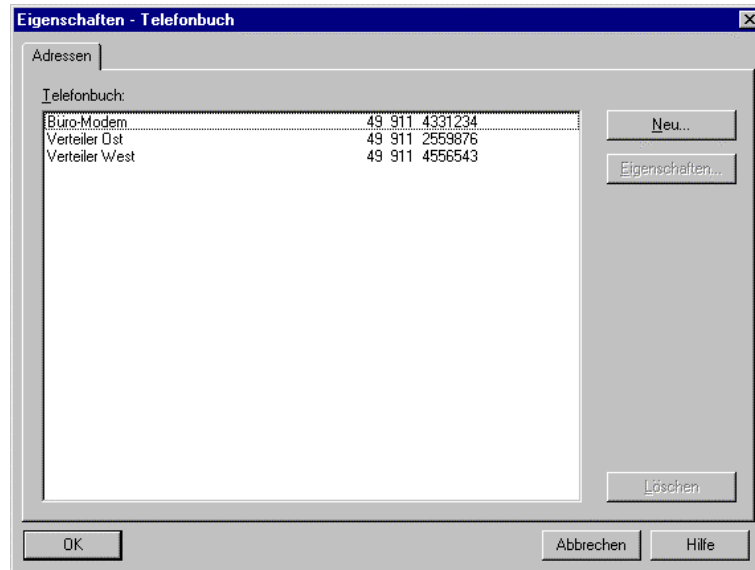 Eigenschaften - Telefonbuch
Adressen
Telefonbuch:
Büro-Modem 49 911 4331234
Verteiler Ost 49 911 2559876
Verteiler West 49 911 4556543
Neu...
Eigenschaften...
Löschen
OK
Abbrechen
Hilfe